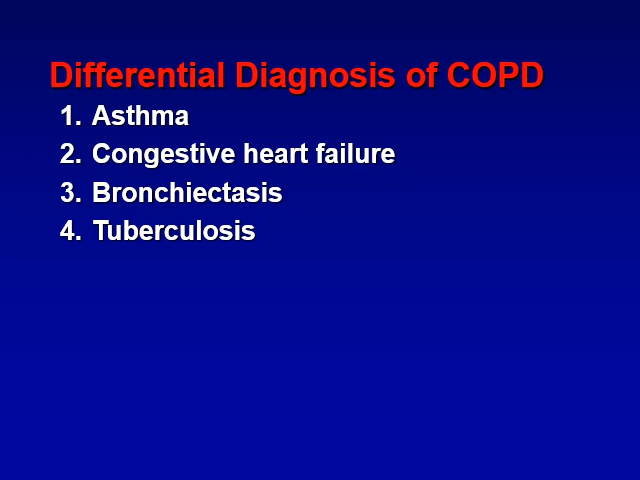 Differential Diagnosis of COPD
1. Asthma
2. Congestive heart failure
3. Bronchiectasis
4. Tuberculosis